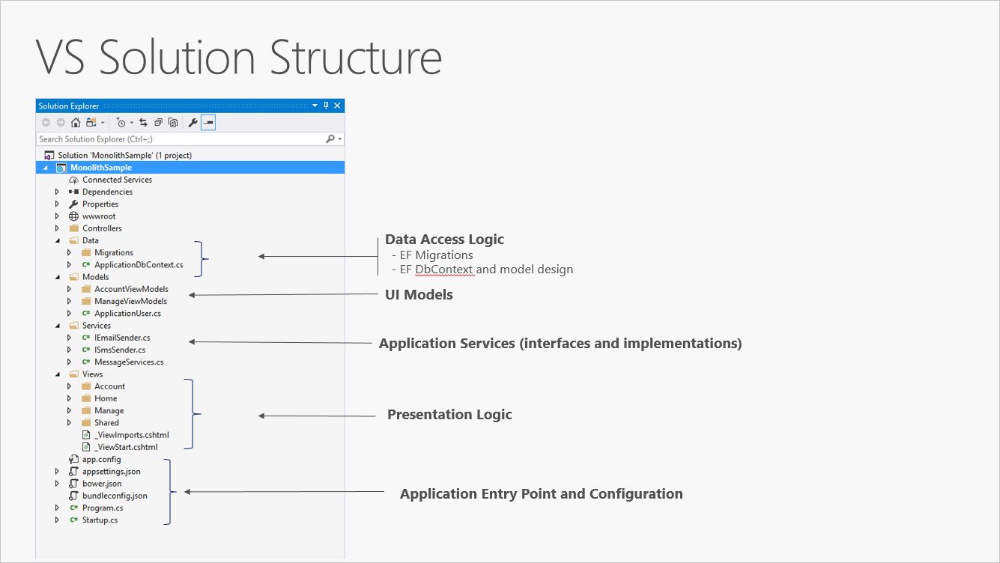 VS Solution Structure
Solution Explorer
Search Solution Explorer (Ctrl+;)
Solution 'MonolithSample' (1 project)
MonolithSample
Connected Services
Dependencies
Properties
wwwroot
Controllers
Data
Migrations
ApplicationDbContext.cs
Models
AccountViewModels
ManageViewModels
C# ApplicationUser.cs
Services
C# IEmailSender.cs
C# ISmsSender.cs
C# MessageServices.cs
Views
Account
Home
Manage
Shared
_ViewImports.cshtml
_ViewStart.cshtml
app.config
appsettings.json
bower.json
bundleconfig.json
C# Program.cs
C# Startup.cs
Data Access Logic
- EF Migrations
- EF DbContext and model design
UI Models
Application Services (interfaces and implementations)
Presentation Logic
Application Entry Point and Configuration